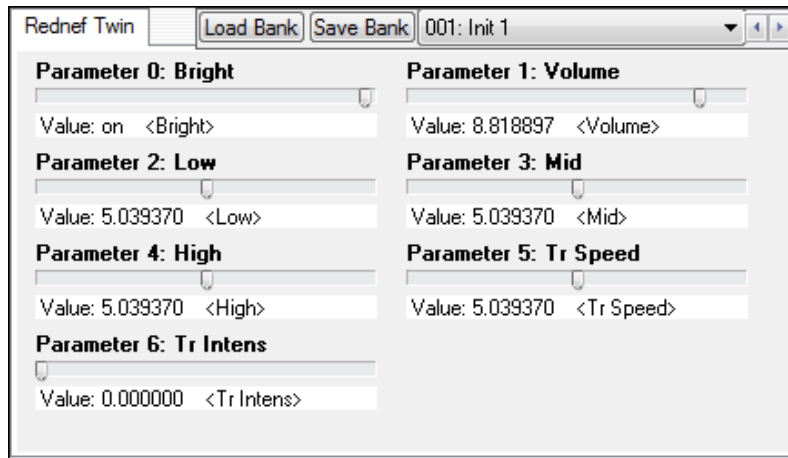 Rednef Twin Load Bank Save Bank 001: Init 1
Parameter 0: Bright Parameter 1: Volume
Value: on <Bright> Value: 8.818897 <Volume>
Parameter 2: Low Parameter 3: Mid
Value: 5.039370 <Low> Value: 5.039370 <Mid>
Parameter 4: High Parameter 5: Tr Speed
Value: 5.039370 <High> Value: 5.039370 <Tr Speed>
Parameter 6: Tr Intens
Value: 0.000000 <Tr Intens>